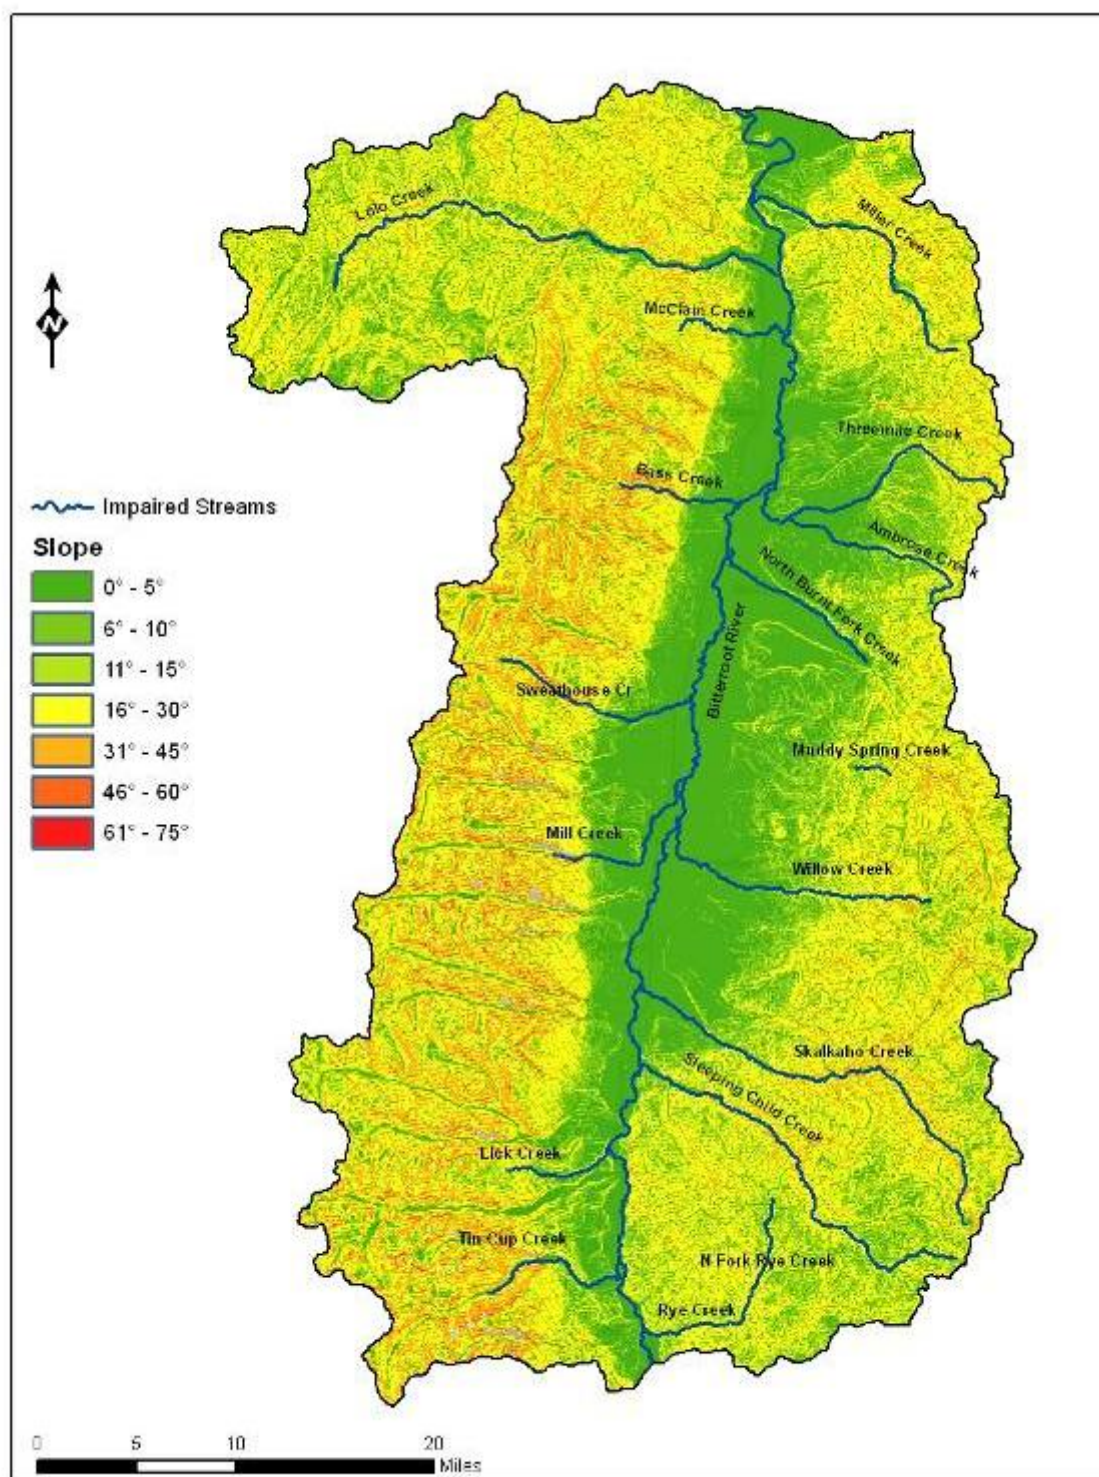 Lolo Creek
Miller Creek
N
McClain Creek
Threemile Creek
Bass Creek
Impaired Streams
Ambrose Creek
Slope
North Burnt Fork Creek
0° - 5°
6° - 10°
Bitterroot River
11° - 15°
Sweathouse Cr
16° - 30°
31° - 45°
Muddy Spring Creek
46° - 60°
61° - 75°
Mill Creek
Willow Creek
Skalkaho Creek
Sleeping Child Creek
Lick Creek
Tin Cup Creek
N Fork Rye Creek
Rye Creek
0 5 10 20
Miles